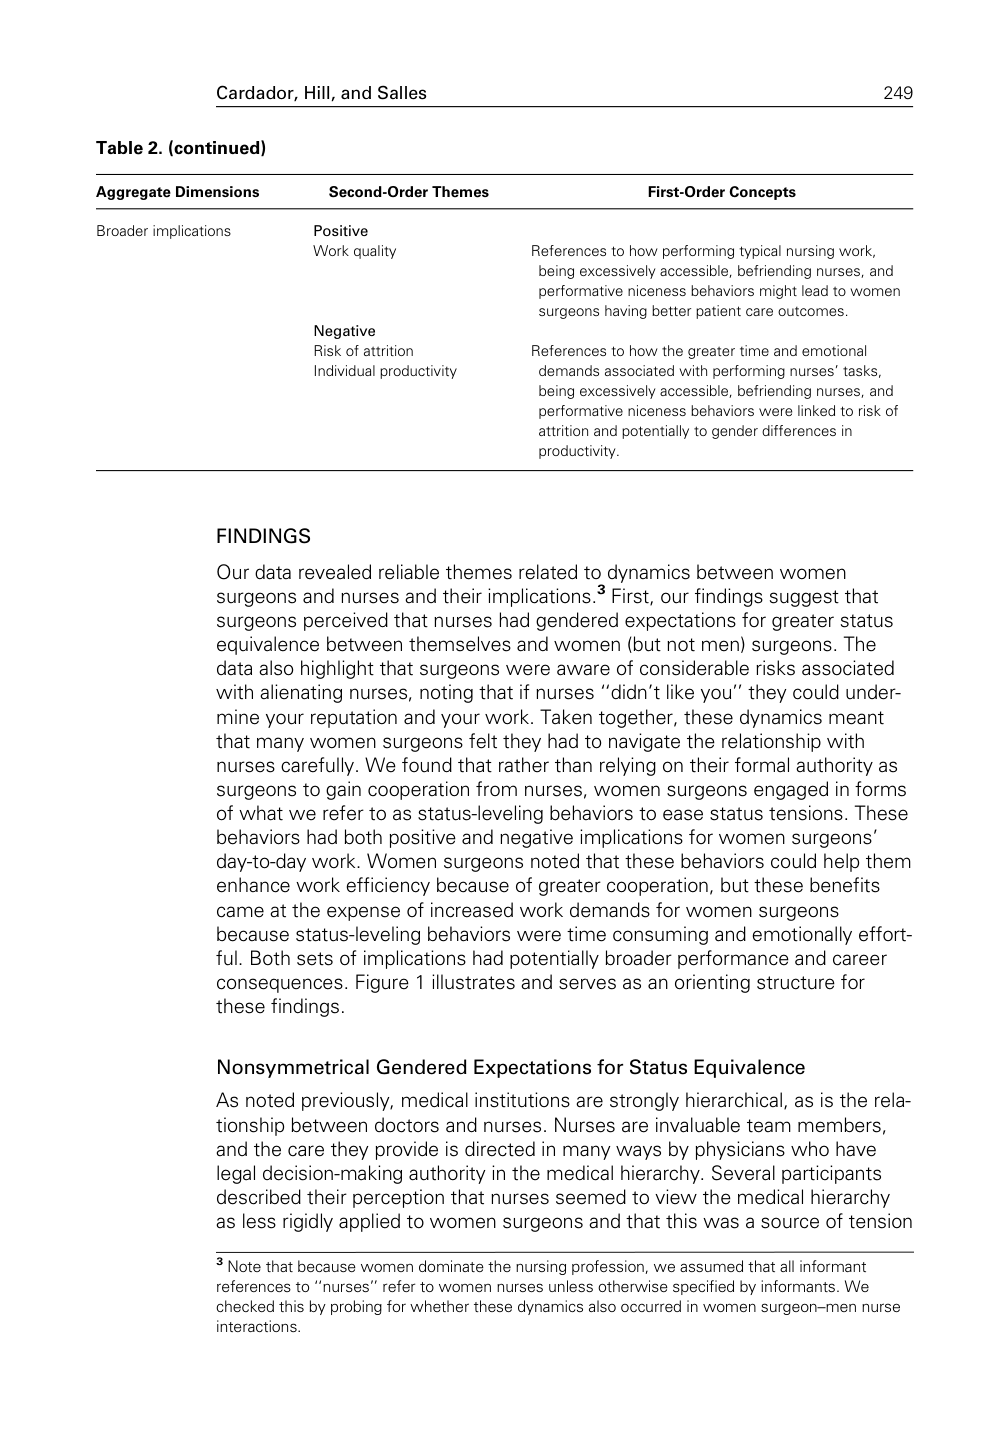 Cardador, Hill, and Salles 249
Table 2. (continued)
Aggregate Dimensions Second-Order Themes First-Order Concepts
Broader implications Positive
Work quality References to how performing typical nursing work,
being excessively accessible, befriending nurses, and
performative niceness behaviors might lead to women
surgeons having better patient care outcomes.
Negative
Risk of attrition References to how the greater time and emotional
Individual productivity demands associated with performing nurses’ tasks,
being excessively accessible, befriending nurses, and
performative niceness behaviors were linked to risk of
attrition and potentially to gender differences in
productivity.
FINDINGS
Our data revealed reliable themes related to dynamics between women
surgeons and nurses and their implications.3 First, our findings suggest that
surgeons perceived that nurses had gendered expectations for greater status
equivalence between themselves and women (but not men) surgeons. The
data also highlight that surgeons were aware of considerable risks associated
with alienating nurses, noting that if nurses ‘‘didn’t like you’’ they could under-
mine your reputation and your work. Taken together, these dynamics meant
that many women surgeons felt they had to navigate the relationship with
nurses carefully. We found that rather than relying on their formal authority as
surgeons to gain cooperation from nurses, women surgeons engaged in forms
of what we refer to as status-leveling behaviors to ease status tensions. These
behaviors had both positive and negative implications for women surgeons’
day-to-day work. Women surgeons noted that these behaviors could help them
enhance work efficiency because of greater cooperation, but these benefits
came at the expense of increased work demands for women surgeons
because status-leveling behaviors were time consuming and emotionally effort-
ful. Both sets of implications had potentially broader performance and career
consequences. Figure 1 illustrates and serves as an orienting structure for
these findings.
Nonsymmetrical Gendered Expectations for Status Equivalence
As noted previously, medical institutions are strongly hierarchical, as is the rela-
tionship between doctors and nurses. Nurses are invaluable team members,
and the care they provide is directed in many ways by physicians who have
legal decision-making authority in the medical hierarchy. Several participants
described their perception that nurses seemed to view the medical hierarchy
as less rigidly applied to women surgeons and that this was a source of tension
3 Note that because women dominate the nursing profession, we assumed that all informant
references to ‘‘nurses’’ refer to women nurses unless otherwise specified by informants. We
checked this by probing for whether these dynamics also occurred in women surgeon–men nurse
interactions.